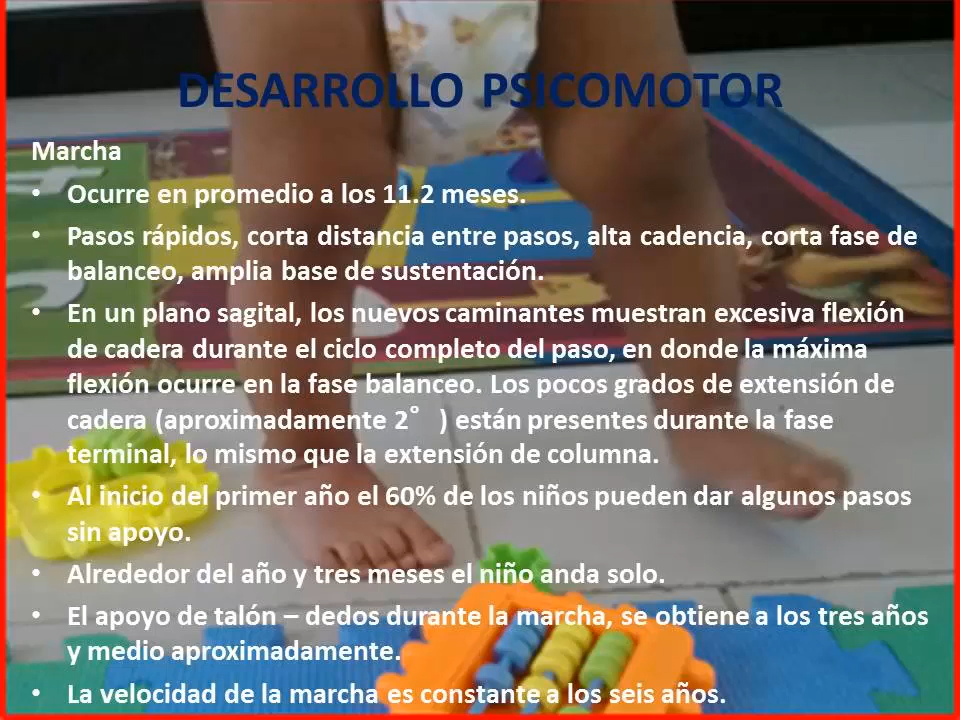 DESARROLLO PSICOMOTOR
Marcha
• Ocurre en promedio a los 11.2 meses.
• Pasos rápidos, corta distancia entre pasos, alta cadencia, corta fase de
balanceo, amplia base de sustentación.
• En un plano sagital, los nuevos caminantes muestran excesiva flexión
de cadera durante el ciclo completo del paso, en donde la máxima
flexión ocurre en la fase balanceo. Los pocos grados de extensión de
cadera (aproximadamente 2° ) están presentes durante la fase
terminal, lo mismo que la extensión de columna.
• Al inicio del primer año el 60% de los niños pueden dar algunos pasos
sin apoyo.
• Alrededor del año y tres meses el niño anda solo.
• El apoyo de talón – dedos durante la marcha, se obtiene a los tres años
y medio aproximadamente.
• La velocidad de la marcha es constante a los seis años.